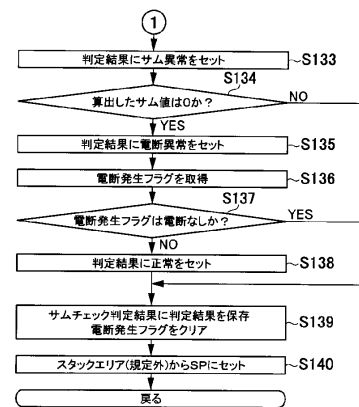 1
判定結果にサム異常をセット
S133
S134
算出したサム値は0か?
NO
YES
判定結果に電断異常をセット
S135
電断発生フラグを取得
S136
S137
電断発生フラグは電断なしか?
YES
NO
判定結果に正常をセット
S138
サムチェック判定結果に判定結果を保存
電断発生フラグをクリア
S139
スタックエリア(規定外)からSPにセット
S140
戻る